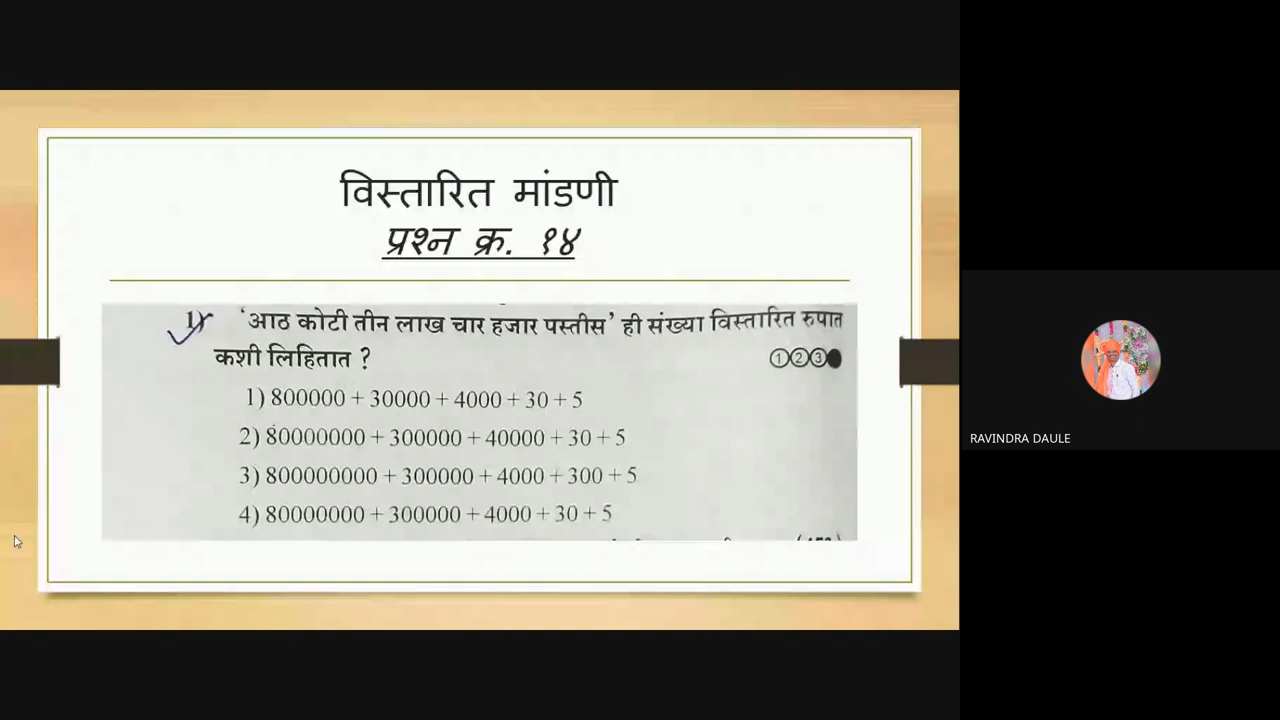 विस्तारित मांडणी
प्रश्न क्र. १४
1) 'आठ कोटी तीन लाख चार हजार पस्तीस' ही संख्या विस्तारित रुपात
कशी लिहितात ? ①②③●
1) 800000 + 30000 + 4000 + 30 + 5
2) 80000000 + 300000 + 40000 + 30 + 5
3) 800000000 + 300000 + 4000 + 300 + 5
4) 80000000 + 300000 + 4000 + 30 + 5
RAVINDRA DAULE